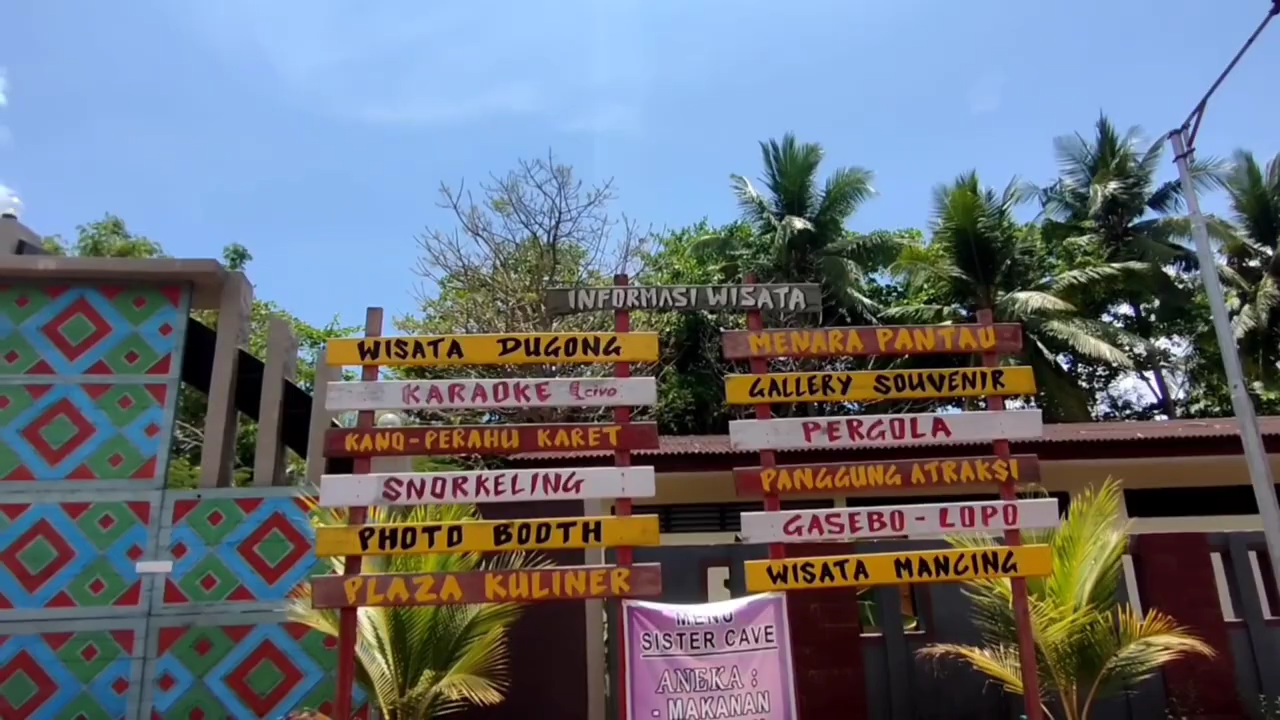 INFORMASI WISATA
WISATA DUGONG
KARAOKE civo
KANO-PERAHU KARET
SNORKELING
PHOTO BOOTH
PLAZA KULINER
MENARA PANTAU
GALLERY SOUVENIR
PERGOLA
PANGGUNG ATRAKSI
GASEBO-LOPO
WISATA MANCING
MENU
SISTER CAVE
ANEKA :
- MAKANAN